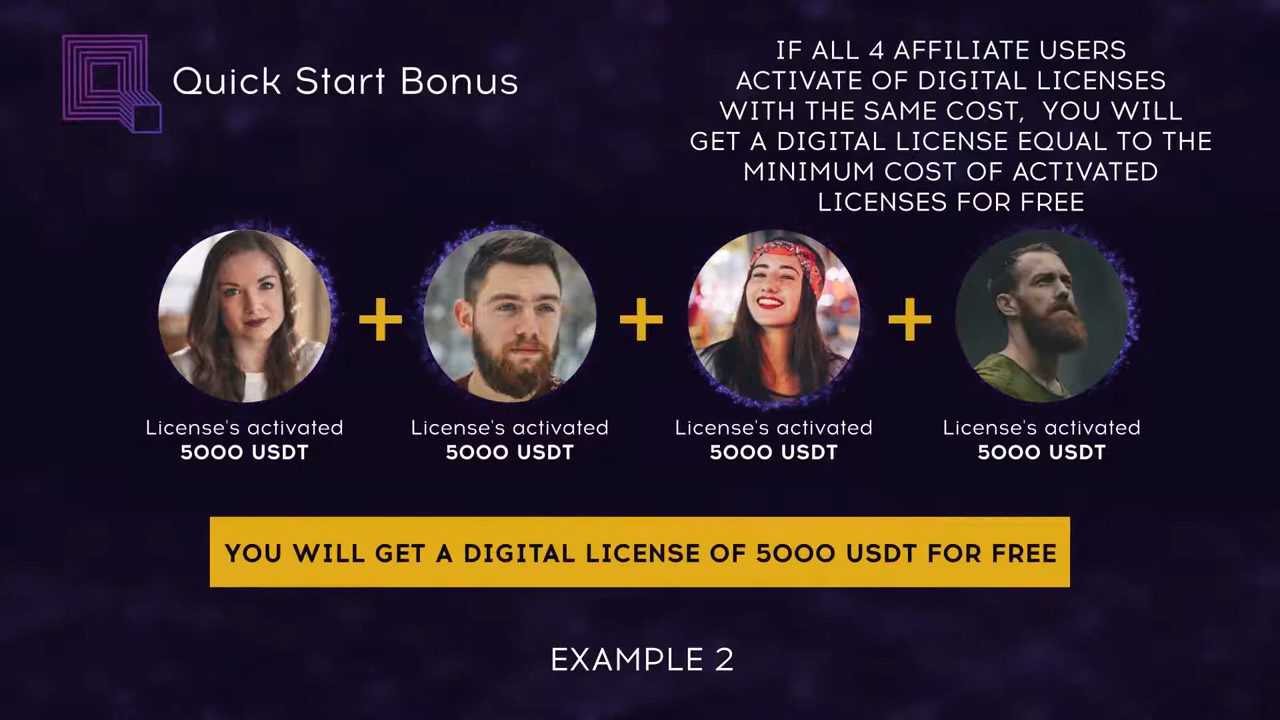 Quick Start Bonus
IF ALL 4 AFFILIATE USERS
ACTIVATE OF DIGITAL LICENSES
WITH THE SAME COST, YOU WILL
GET A DIGITAL LICENSE EQUAL TO THE
MINIMUM COST OF ACTIVATED
LICENSES FOR FREE
+ + +
License's activated License's activated License's activated License's activated
5000 USDT 5000 USDT 5000 USDT 5000 USDT
YOU WILL GET A DIGITAL LICENSE OF 5000 USDT FOR FREE
EXAMPLE 2